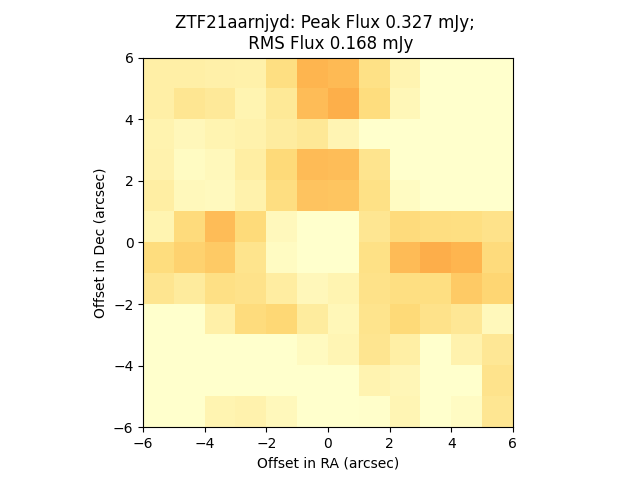 ZTF21aarnjyd: Peak Flux 0.327 mJy;
RMS Flux 0.168 mJy
6
4
2
0
−2
−4
−6
Offset in Dec (arcsec)
−6 −4 −2 0 2 4 6
Offset in RA (arcsec)